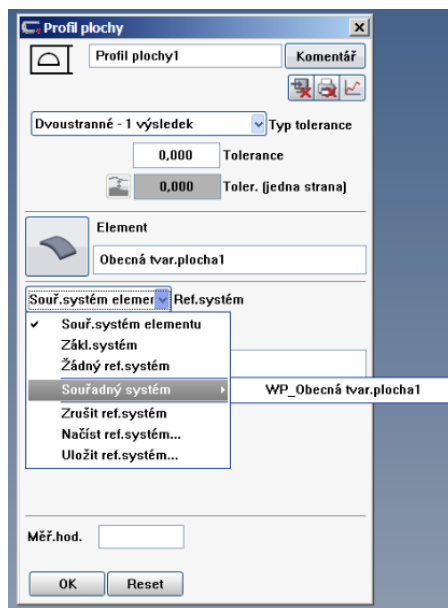 Profil plochy
Profil plochy1
Komentář
Dvoustranné - 1 výsledek
Typ tolerance
0,000
Tolerance
0,000
Toler. (jedna strana)
Element
Obecná tvar.plocha1
Souř.systém elemer
Ref.systém
Souř.systém elementu
Zákl.systém
Žádný ref.systém
Souřadný systém
WP_Obecná tvar.plocha1
Zrušit ref.systém
Načíst ref.systém...
Uložit ref.systém...
Měř.hod.
OK
Reset